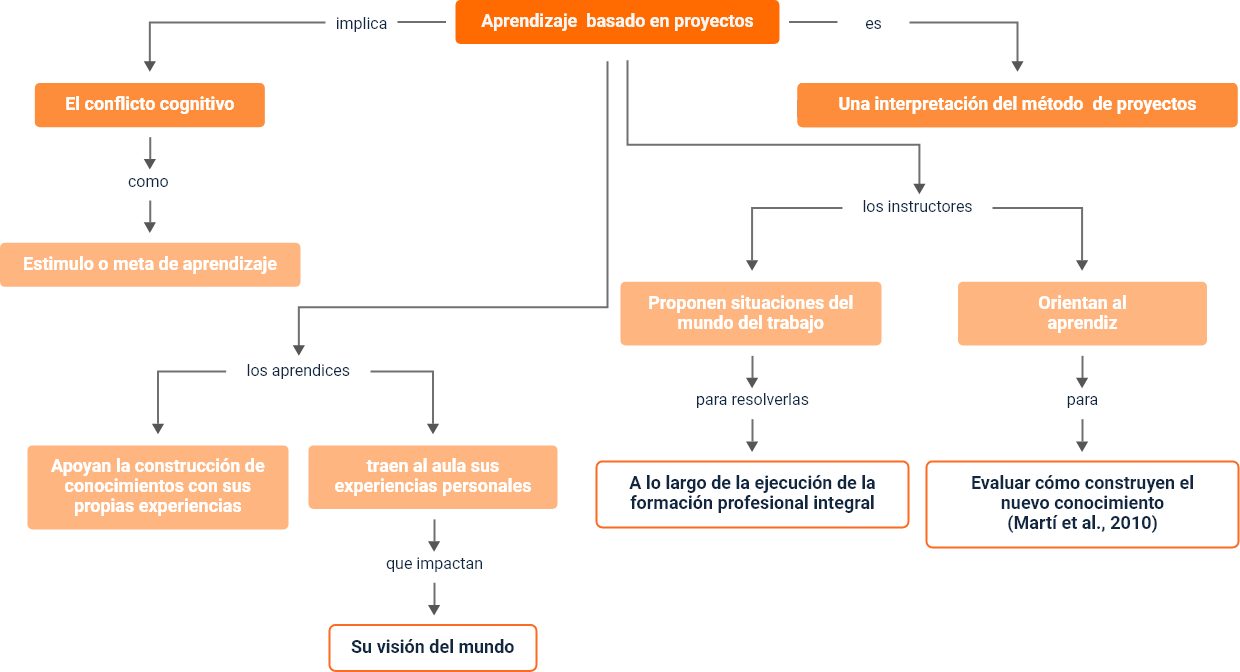 Aprendizaje basado en proyectos
implica
es
El conflicto cognitivo
Una interpretación del método de proyectos
como
Estimulo o meta de aprendizaje
los instructores
Proponen situaciones del
mundo del trabajo
Orientan al
aprendiz
los aprendices
para resolverlas
para
Apoyan la construcción de
conocimientos con sus
propias experiencias
traen al aula sus
experiencias personales
A lo largo de la ejecución de la
formación profesional integral
Evaluar cómo construyen el
nuevo conocimiento
(Martí et al., 2010)
que impactan
Su visión del mundo